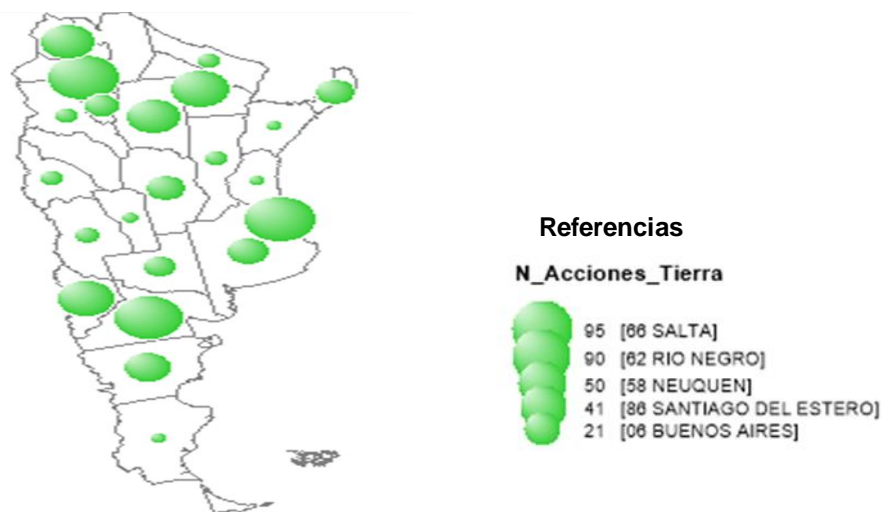 Referencias
N_Acciones_Tierra
95 [66 SALTA]
90 [62 RIO NEGRO]
50 [58 NEUQUEN]
41 [86 SANTIAGO DEL ESTERO]
21 [06 BUENOS AIRES]